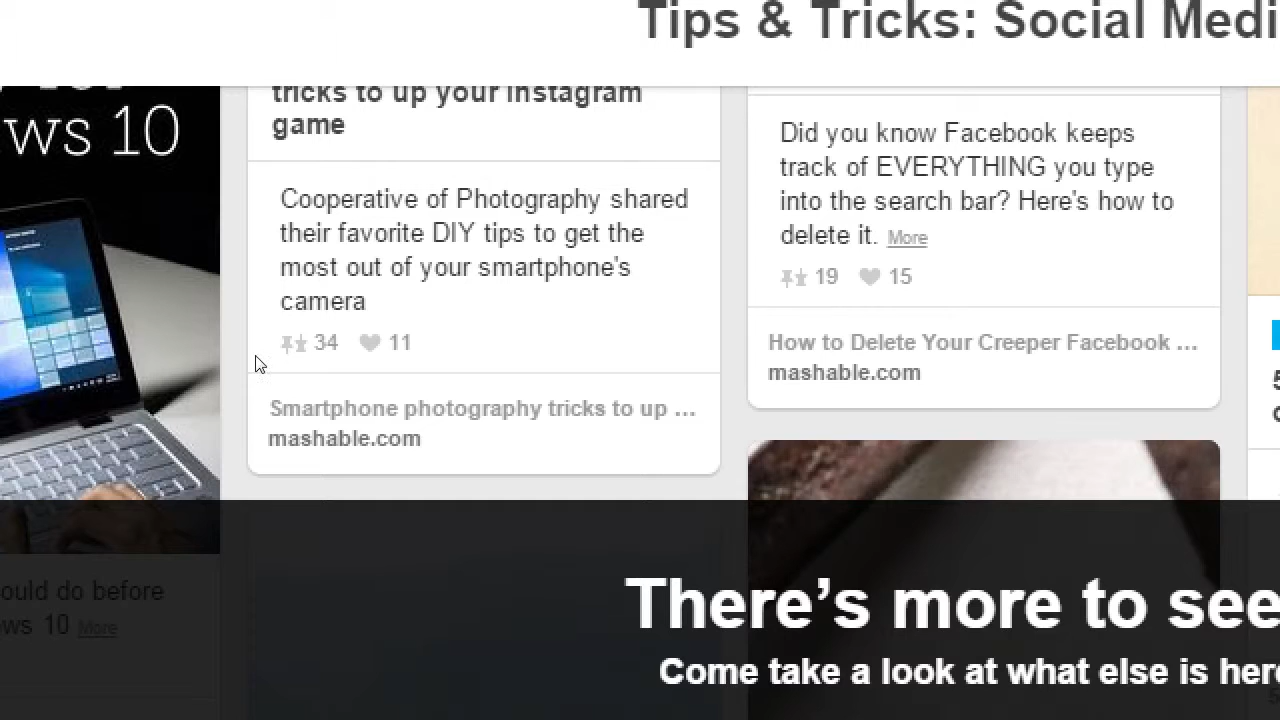 Tips & Tricks: Social Medi
ws 10
tricks to up your Instagram
game
Cooperative of Photography shared
their favorite DIY tips to get the
most out of your smartphone's
camera
34 11
Smartphone photography tricks to up ...
mashable.com
Did you know Facebook keeps
track of EVERYTHING you type
into the search bar? Here's how to
delete it. More
19 15
How to Delete Your Creeper Facebook ...
mashable.com
ould do before
ws 10 More
There’s more to see
Come take a look at what else is here